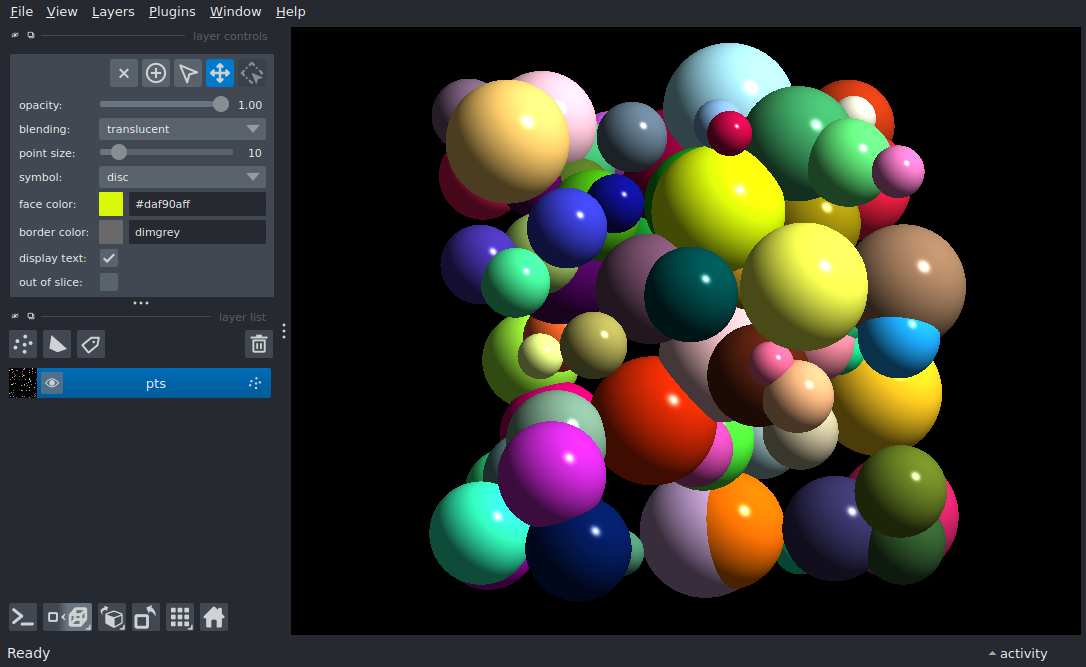 File View Layers Plugins Window Help
layer controls
opacity: 1.00
blending: translucent
point size: 10
symbol: disc
face color: #daf90aff
border color: dimgrey
display text:
out of slice:
layer list
pts
Ready activity